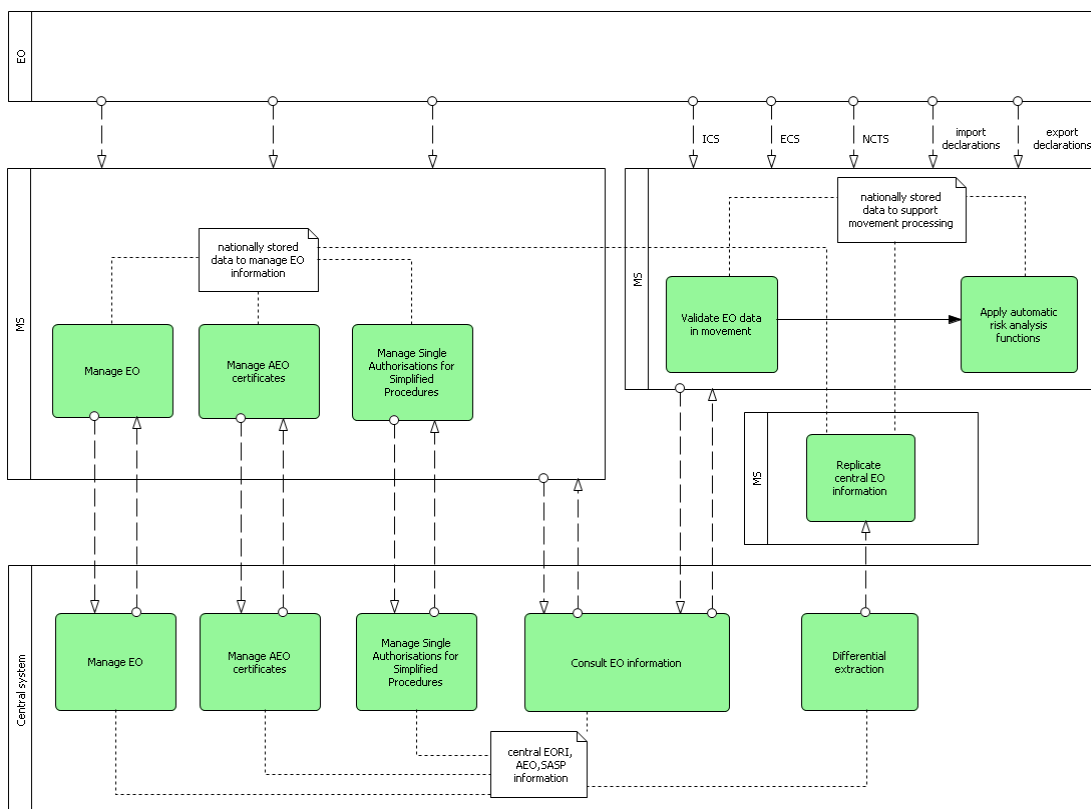 EO
ICS
ECS
NCTS
import
declarations
export
declarations
MS
nationally stored
data to manage EO
information
Manage EO
Manage AEO
certificates
Manage Single
Authorisations for
Simplified
Procedures
MS
nationally stored
data to support
movement processing
Validate EO data
in movement
Apply automatic
risk analysis
functions
MS
Replicate
central EO
information
Central system
Manage EO
Manage AEO
certificates
Manage Single
Authorisations for
Simplified
Procedures
Consult EO information
Differential
extraction
central EORI,
AEO,SASP
information